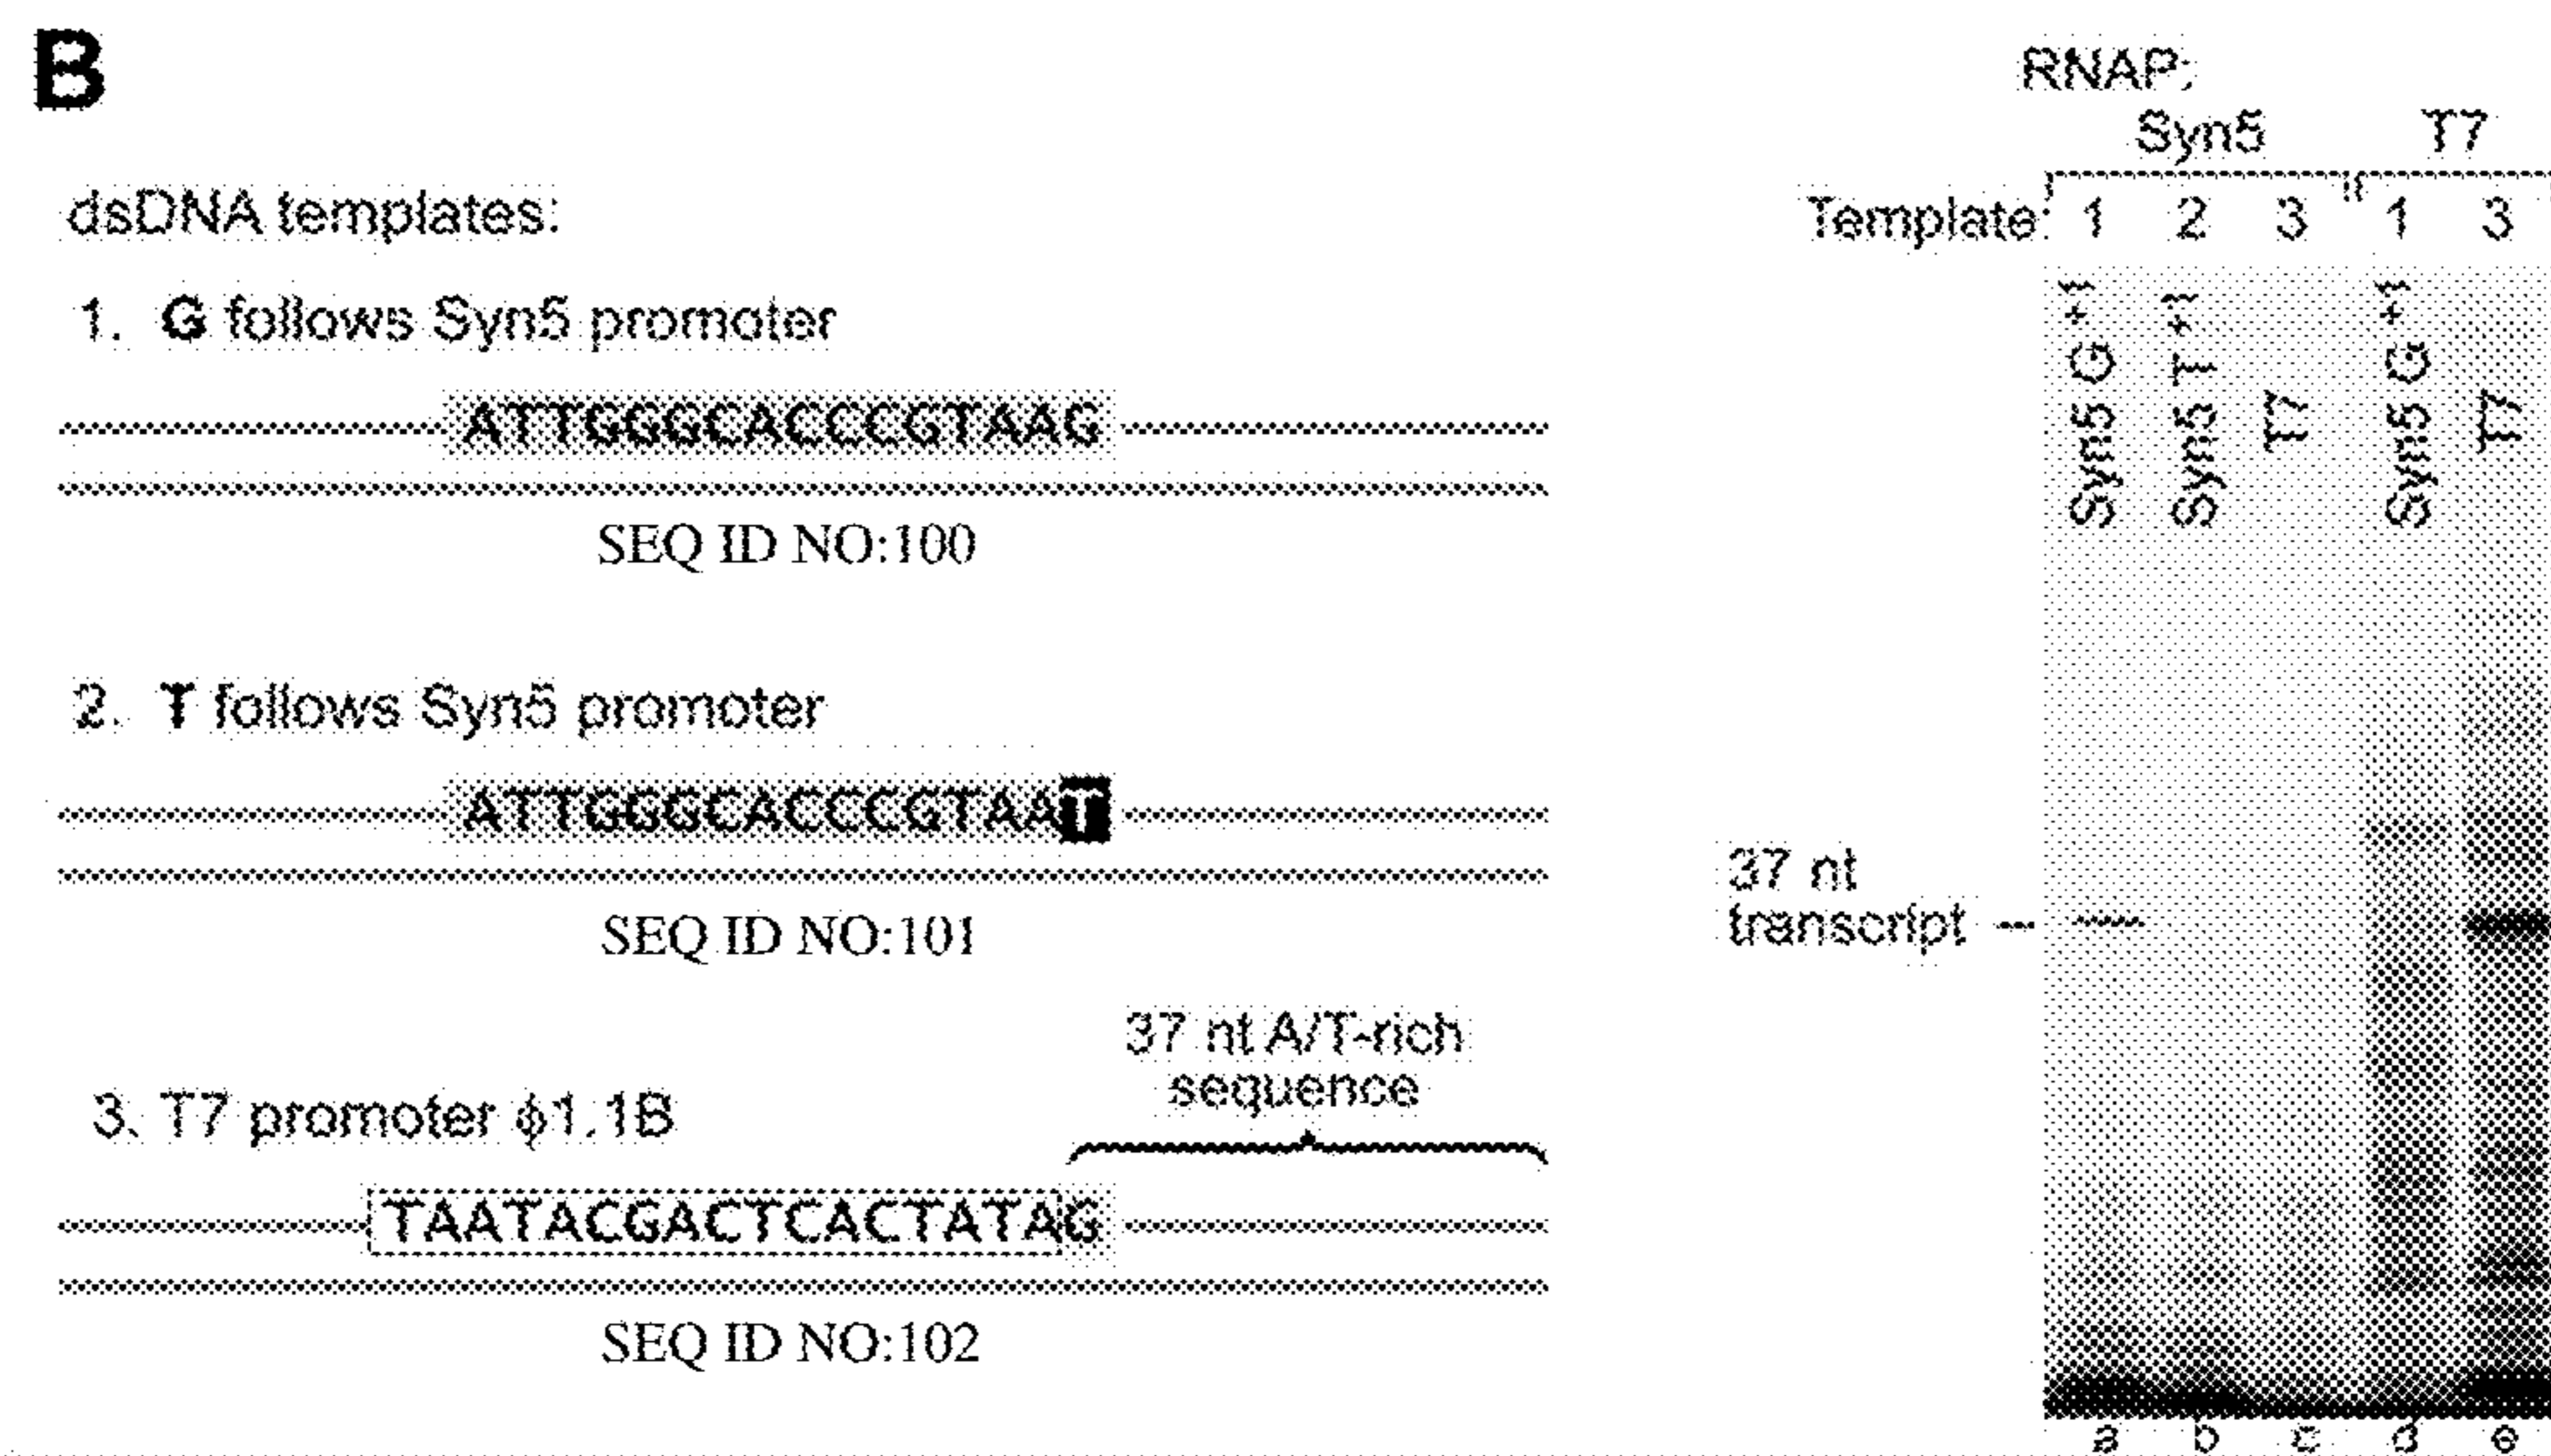 B
dsDNA templates:
1. G follows Syn5 promoter
ATTGGGCACCCGTAAG
SEQ ID NO:100
2. T follows Syn5 promoter
ATTGGGCACCCGTAAT
SEQ ID NO:101
37 nt A/T-rich
sequence
3. T7 promoter ϕ1.1B
TAATACGACTCACTATAG
SEQ ID NO:102
RNAP:
Syn5 T7
Template: 1 2 3 1 3
Syn5 G +1
Syn5 T +1
T7
Syn5 G +1
T7
37 nt
transcript
a b c d e